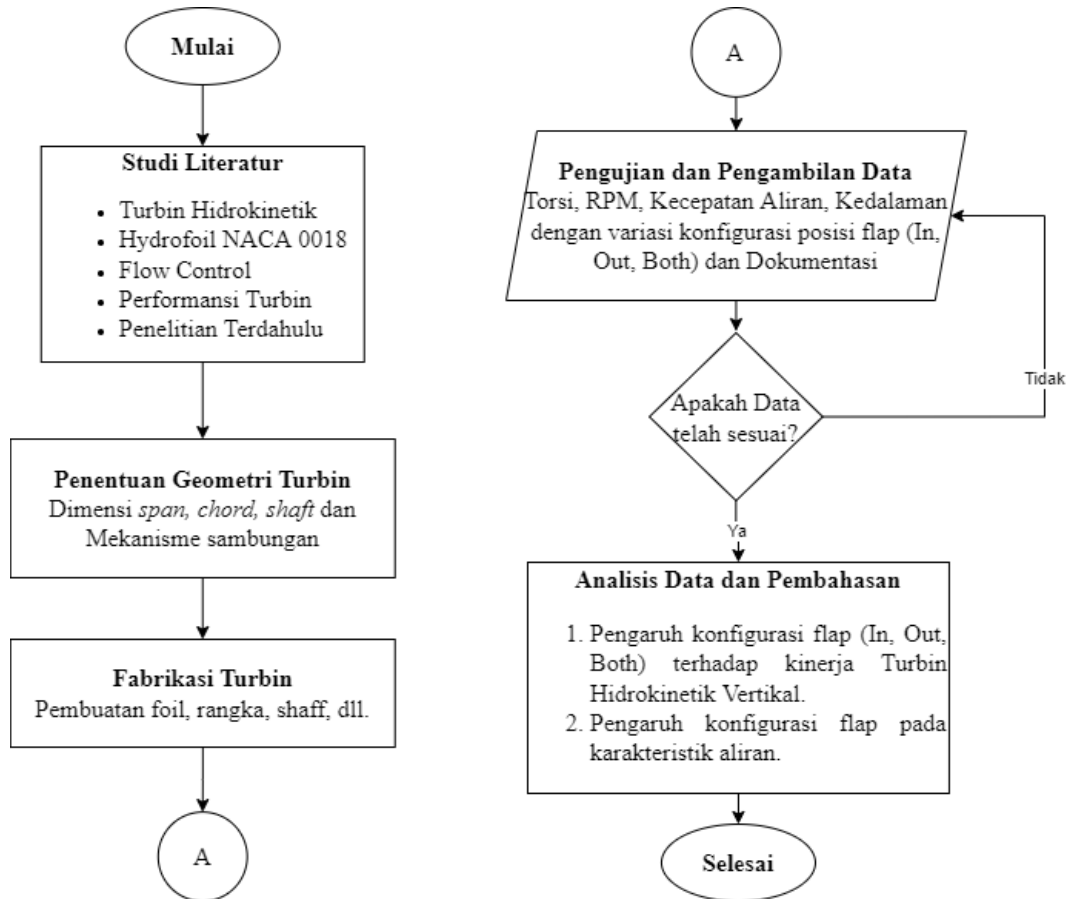 Mulai
Studi Literatur
• Turbin Hidrokinetik
• Hydrofoil NACA 0018
• Flow Control
• Performansi Turbin
• Penelitian Terdahulu
Penentuan Geometri Turbin
Dimensi span, chord, shaft dan
Mekanisme sambungan
Fabrikasi Turbin
Pembuatan foil, rangka, shaff, dll.
A
A
Pengujian dan Pengambilan Data
Torsi, RPM, Kecepatan Aliran, Kedalaman
dengan variasi konfigurasi posisi flap (In,
Out, Both) dan Dokumentasi
Apakah Data
telah sesuai?
Tidak
Ya
Analisis Data dan Pembahasan
1. Pengaruh konfigurasi flap (In, Out,
Both) terhadap kinerja Turbin
Hidrokinetik Vertikal.
2. Pengaruh konfigurasi flap pada
karakteristik aliran.
Selesai